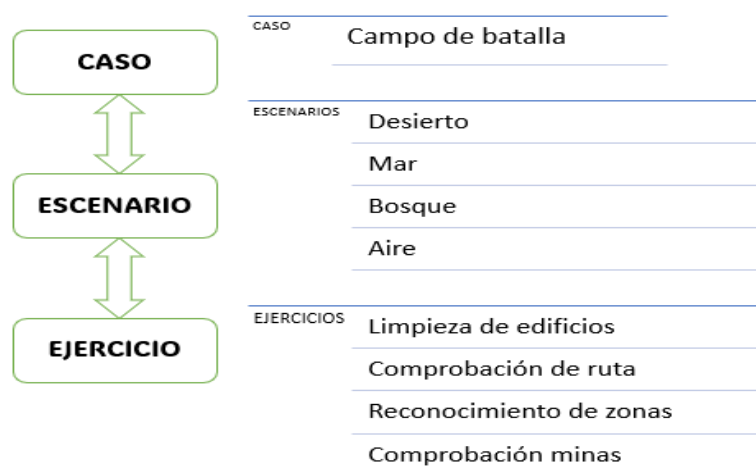 CASO
CASO
Campo de batalla
ESCENARIO
ESCENARIOS
Desierto
Mar
Bosque
Aire
EJERCICIO
EJERCICIOS
Limpieza de edificios
Comprobación de ruta
Reconocimiento de zonas
Comprobación minas